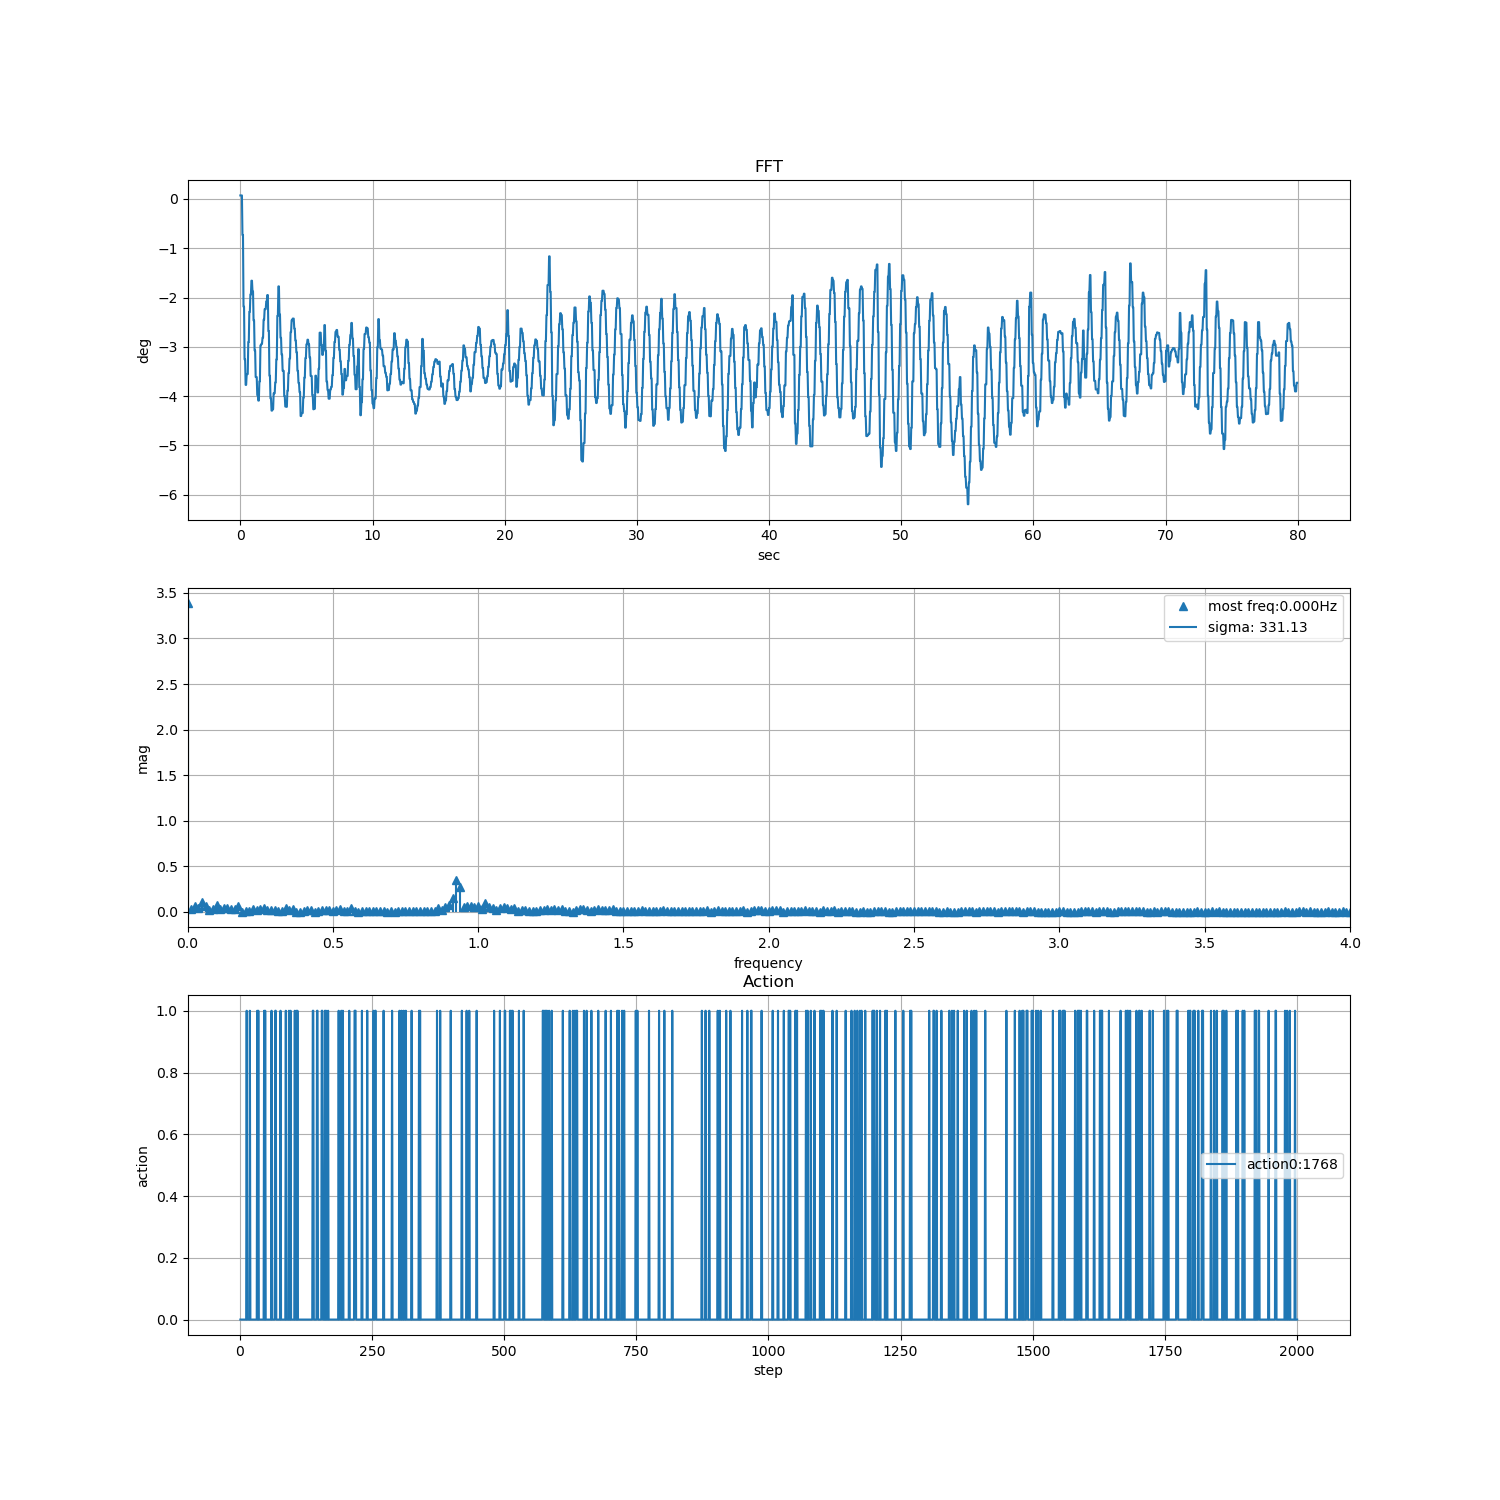 FFT
0
−1
−2
−3
−4
−5
−6
deg
0 10 20 30 40 50 60 70 80
sec
3.5
3.0
2.5
2.0
1.5
1.0
0.5
0.0
mag
most freq:0.000Hz
sigma: 331.13
0.0 0.5 1.0 1.5 2.0 2.5 3.0 3.5 4.0
frequency
Action
1.0
0.8
0.6
0.4
0.2
0.0
action
action0:1768
0 250 500 750 1000 1250 1500 1750 2000
step